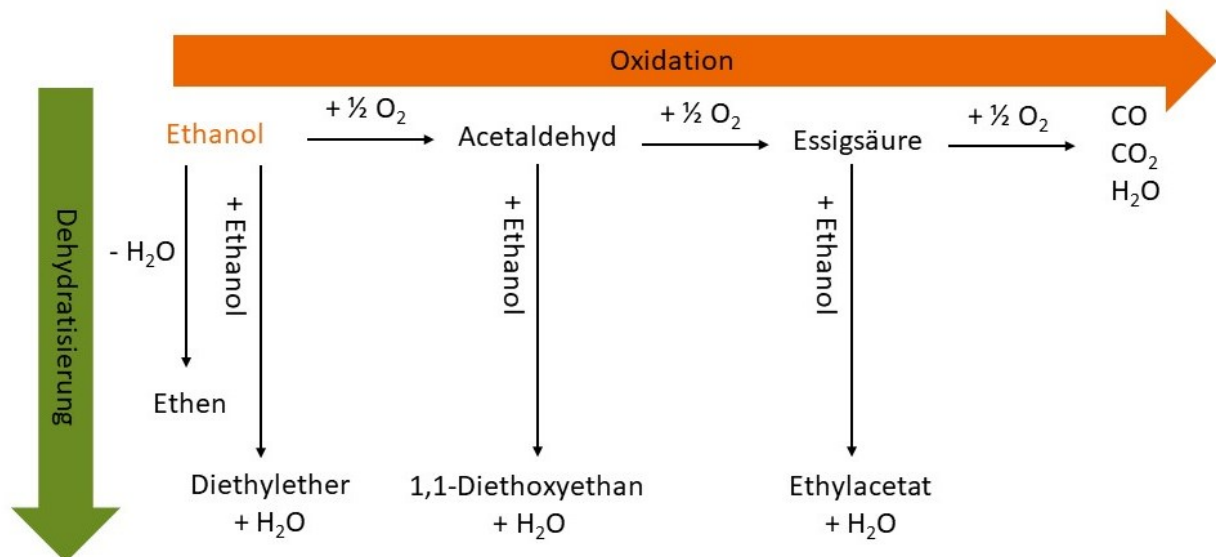 Oxidation
Dehydratisierung
Ethanol
+ ½ O₂
Acetaldehyd
+ ½ O₂
Essigsäure
+ ½ O₂
CO
CO₂
H₂O
- H₂O
+ Ethanol
+ Ethanol
+ Ethanol
Ethen
Diethylether
+ H₂O
1,1-Diethoxyethan
+ H₂O
Ethylacetat
+ H₂O